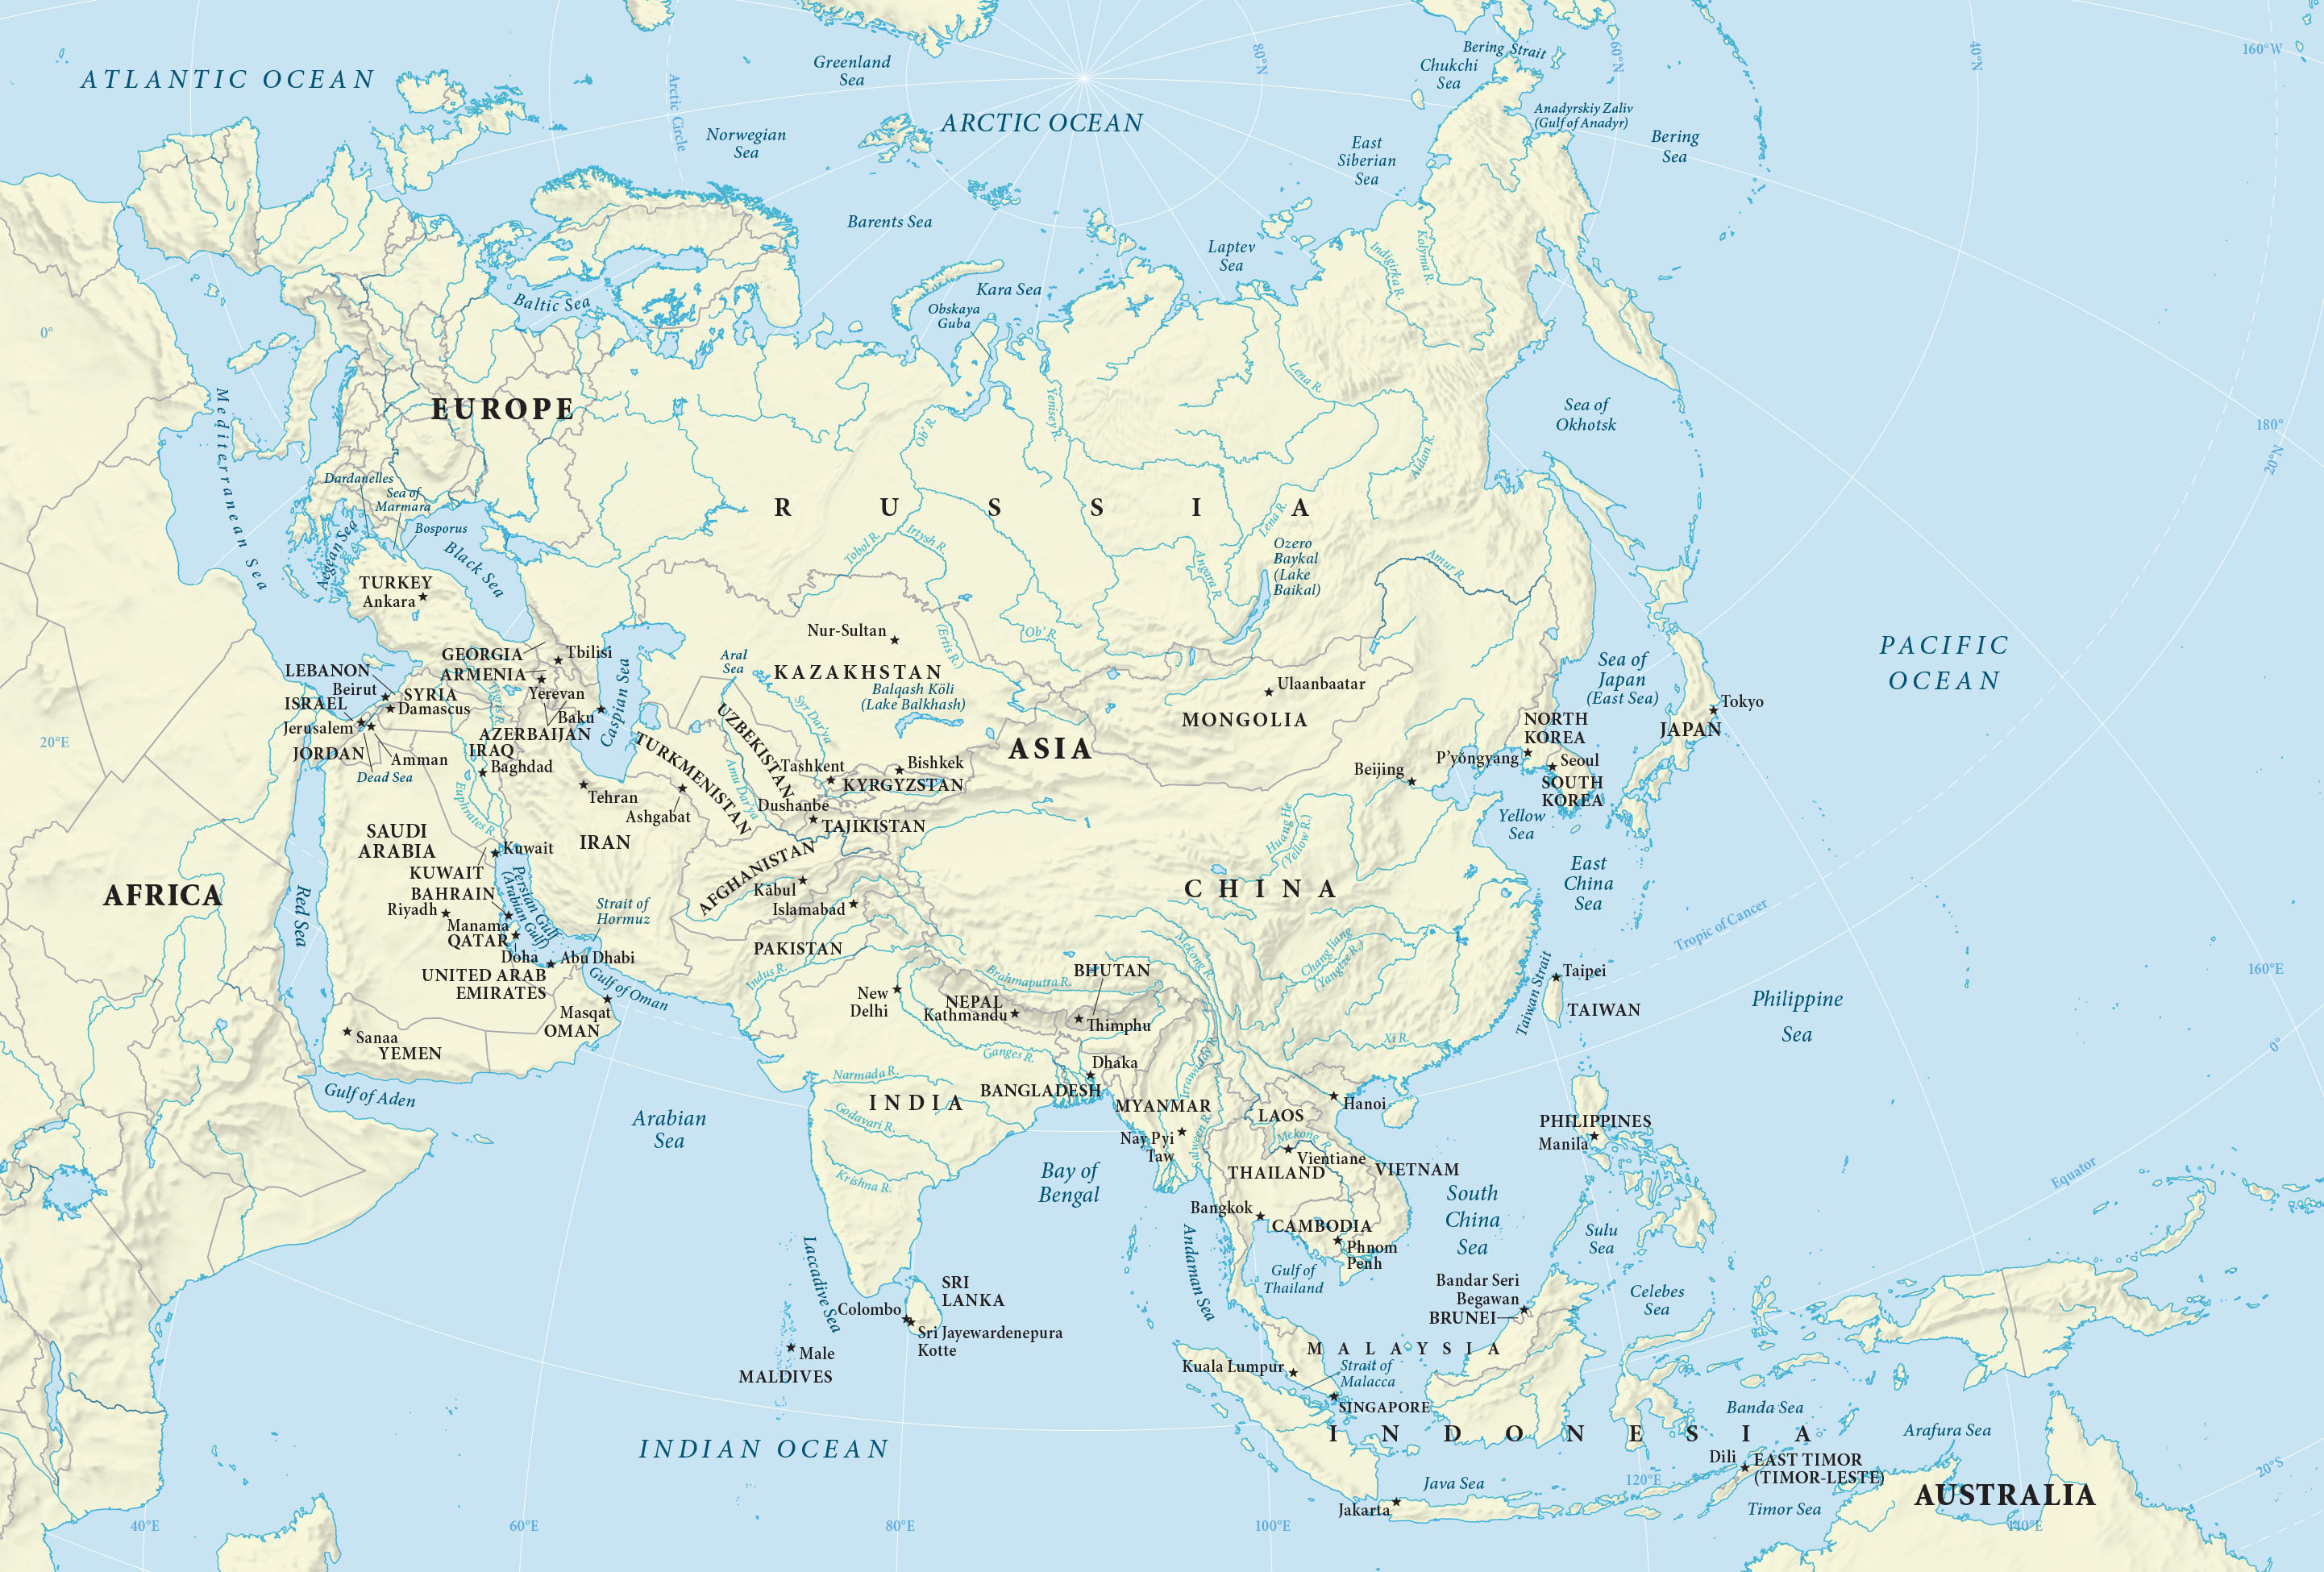 ATLANTIC OCEAN
Greenland
Sea
Arctic Circle
Norwegian
Sea
ARCTIC OCEAN
80°N
Bering Strait
Chukchi
Sea
60°N
40°N
160°W
Anadyrskiy Zaliv
(Gulf of Anadyr)
Bering
Sea
East
Siberian
Sea
Barents Sea
Laptev
Sea
Indigirka R.
Kolyma R.
Kara Sea
Obskaya
Guba
Baltic Sea
0°
Mediterranean Sea
EUROPE
Ob' R.
Yenisey R.
Lena R.
Aldan R.
Sea of
Okhotsk
180°
20°N
Dardanelles
Sea of
Marmara
Bosporus
Aegean Sea
Black Sea
RUSSIA
Tobol R.
Irtysh R.
Angara R.
Lena R.
Ozero
Baykal
(Lake
Baikal)
Amur R.
TURKEY
Ankara
Nur-Sultan
(Ertis R.)
Ob' R.
GEORGIA
Tbilisi
ARMENIA
Yerevan
Baku
AZERBAIJAN
Caspian Sea
Aral
Sea
KAZAKHSTAN
Balqash Köli
(Lake Balkhash)
Syr Dar'ya
LEBANON
Beirut
SYRIA
Damascus
ISRAEL
Jerusalem
JORDAN
Amman
Dead Sea
Tigris R.
IRAQ
Baghdad
Euphrates R.
20°E
Tehran
IRAN
Ashgabat
TURKMENISTAN
UZBEKISTAN
Amu Dar'ya
Tashkent
Bishkek
KYRGYZSTAN
Dushanbe
TAJIKISTAN
ASIA
Ulaanbaatar
MONGOLIA
Beijing
P'yŏngyang
NORTH
KOREA
Seoul
SOUTH
KOREA
Sea of
Japan
(East Sea)
JAPAN
Tokyo
PACIFIC
OCEAN
Yellow
Sea
East
China
Sea
Huang He
(Yellow R.)
CHINA
SAUDI
ARABIA
Kuwait
KUWAIT
BAHRAIN
Riyadh
Manama
QATAR
Doha
Abu Dhabi
UNITED ARAB
EMIRATES
Persian Gulf
(Arabian Gulf)
Strait of
Hormuz
Gulf of Oman
Masqat
OMAN
Sanaa
YEMEN
AFRICA
Red Sea
Gulf of Aden
AFGHANISTAN
Kābul
Islamabad
PAKISTAN
Indus R.
New
Delhi
NEPAL
Kathmandu
Brahmaputra R.
BHUTAN
Thimphu
Mekong R.
Chang Jiang
(Yangtze R.)
Xi R.
Taiwan Strait
Taipei
TAIWAN
Tropic of Cancer
Philippine
Sea
160°E
0°
Ganges R.
Dhaka
BANGLADESH
Narmada R.
INDIA
Godavari R.
Krishna R.
Arabian
Sea
Bay of
Bengal
MYANMAR
Irrawaddy R.
Salween R.
Nay Pyi
Taw
LAOS
Hanoi
Mekong R.
Vientiane
THAILAND
VIETNAM
Bangkok
CAMBODIA
Phnom
Penh
Gulf of
Thailand
Andaman Sea
South
China
Sea
PHILIPPINES
Manila
Sulu
Sea
Celebes
Sea
Equator
Laccadive Sea
SRI
LANKA
Colombo
Sri Jayewardenepura
Kotte
Male
MALDIVES
Bandar Seri
Begawan
BRUNEI
MALAYSIA
Kuala Lumpur
Strait of
Malacca
SINGAPORE
INDONESIA
Banda Sea
Arafura Sea
INDIAN OCEAN
Dili
EAST TIMOR
(TIMOR-LESTE)
Java Sea
Jakarta
Timor Sea
AUSTRALIA
20°S
40°E
60°E
80°E
100°E
120°E
140°E